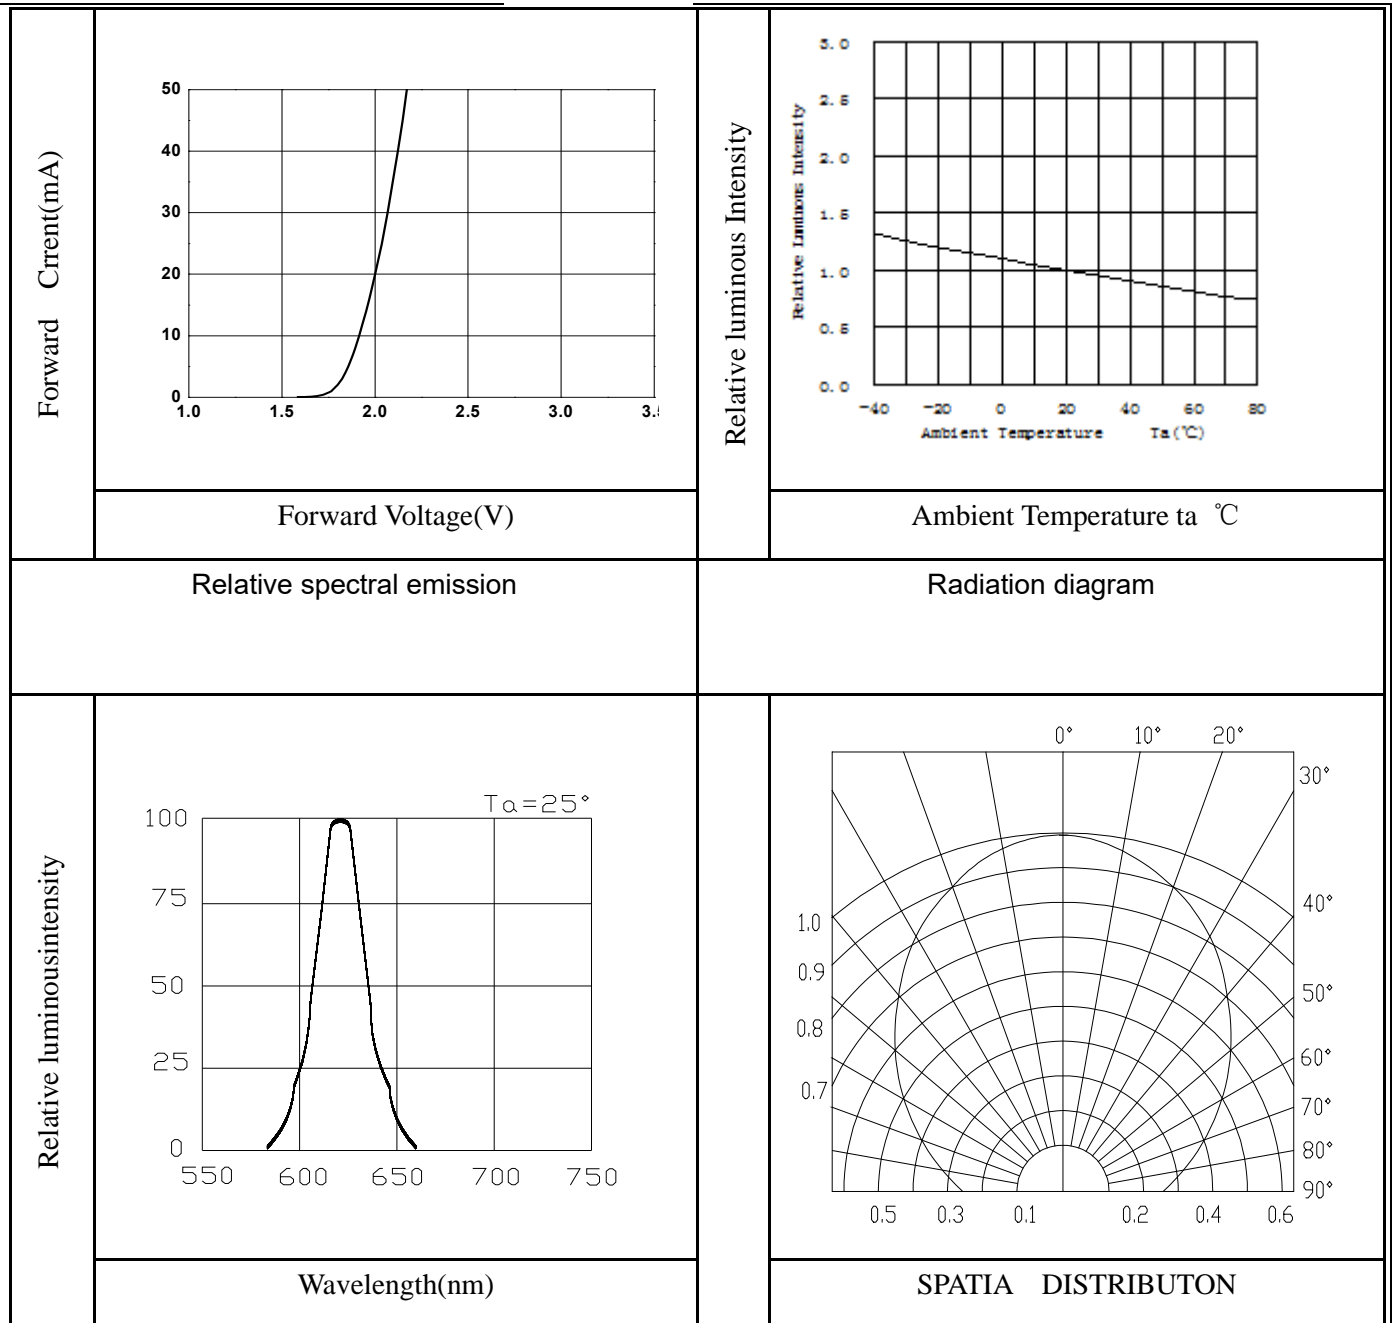 Forward Crrent(mA)
50
40
30
20
10
0
1.0 1.5 2.0 2.5 3.0
Forward Voltage(V)
Relative luminous Intensity
Relative Luminous Intensity
3.0
2.5
2.0
1.5
1.0
0.5
0.0
-40 -20 0 20 40 60 80
Ambient Temperature Ta(℃)
Ambient Temperature ta ℃
Relative spectral emission
Radiation diagram
Relative luminousintensity
Ta=25°
100
75
50
25
0
550 600 650 700 750
Wavelength(nm)
0° 10° 20°
30°
40°
50°
60°
70°
80°
90°
1.0
0.9
0.8
0.7
0.5 0.3 0.1 0.2 0.4 0.6
SPATIA DISTRIBUTON